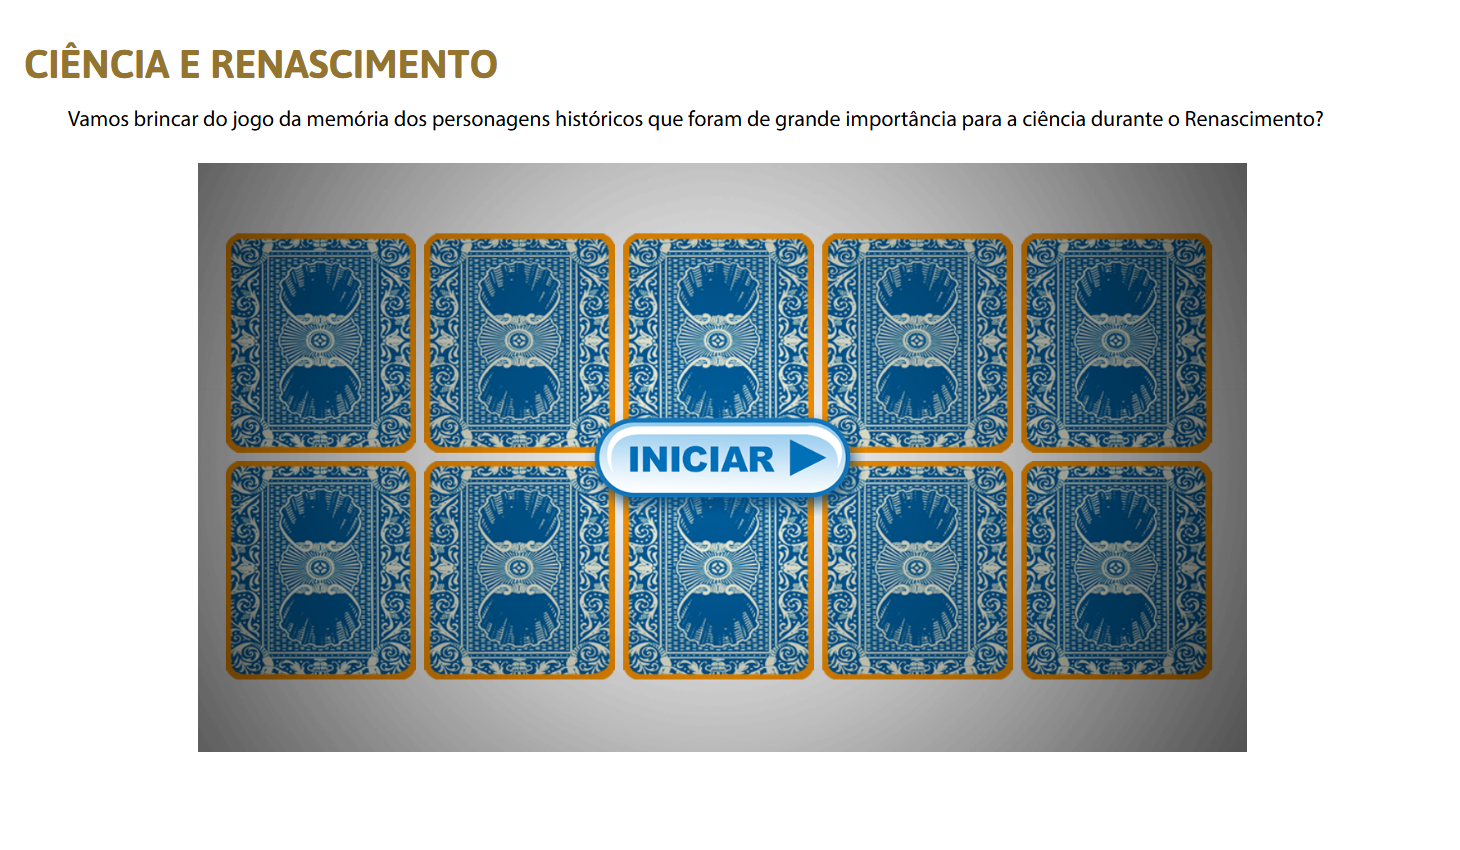 CIÊNCIA E RENASCIMENTO
Vamos brincar do jogo da memória dos personagens históricos que foram de grande importância para a ciência durante o Renascimento?
INICIAR